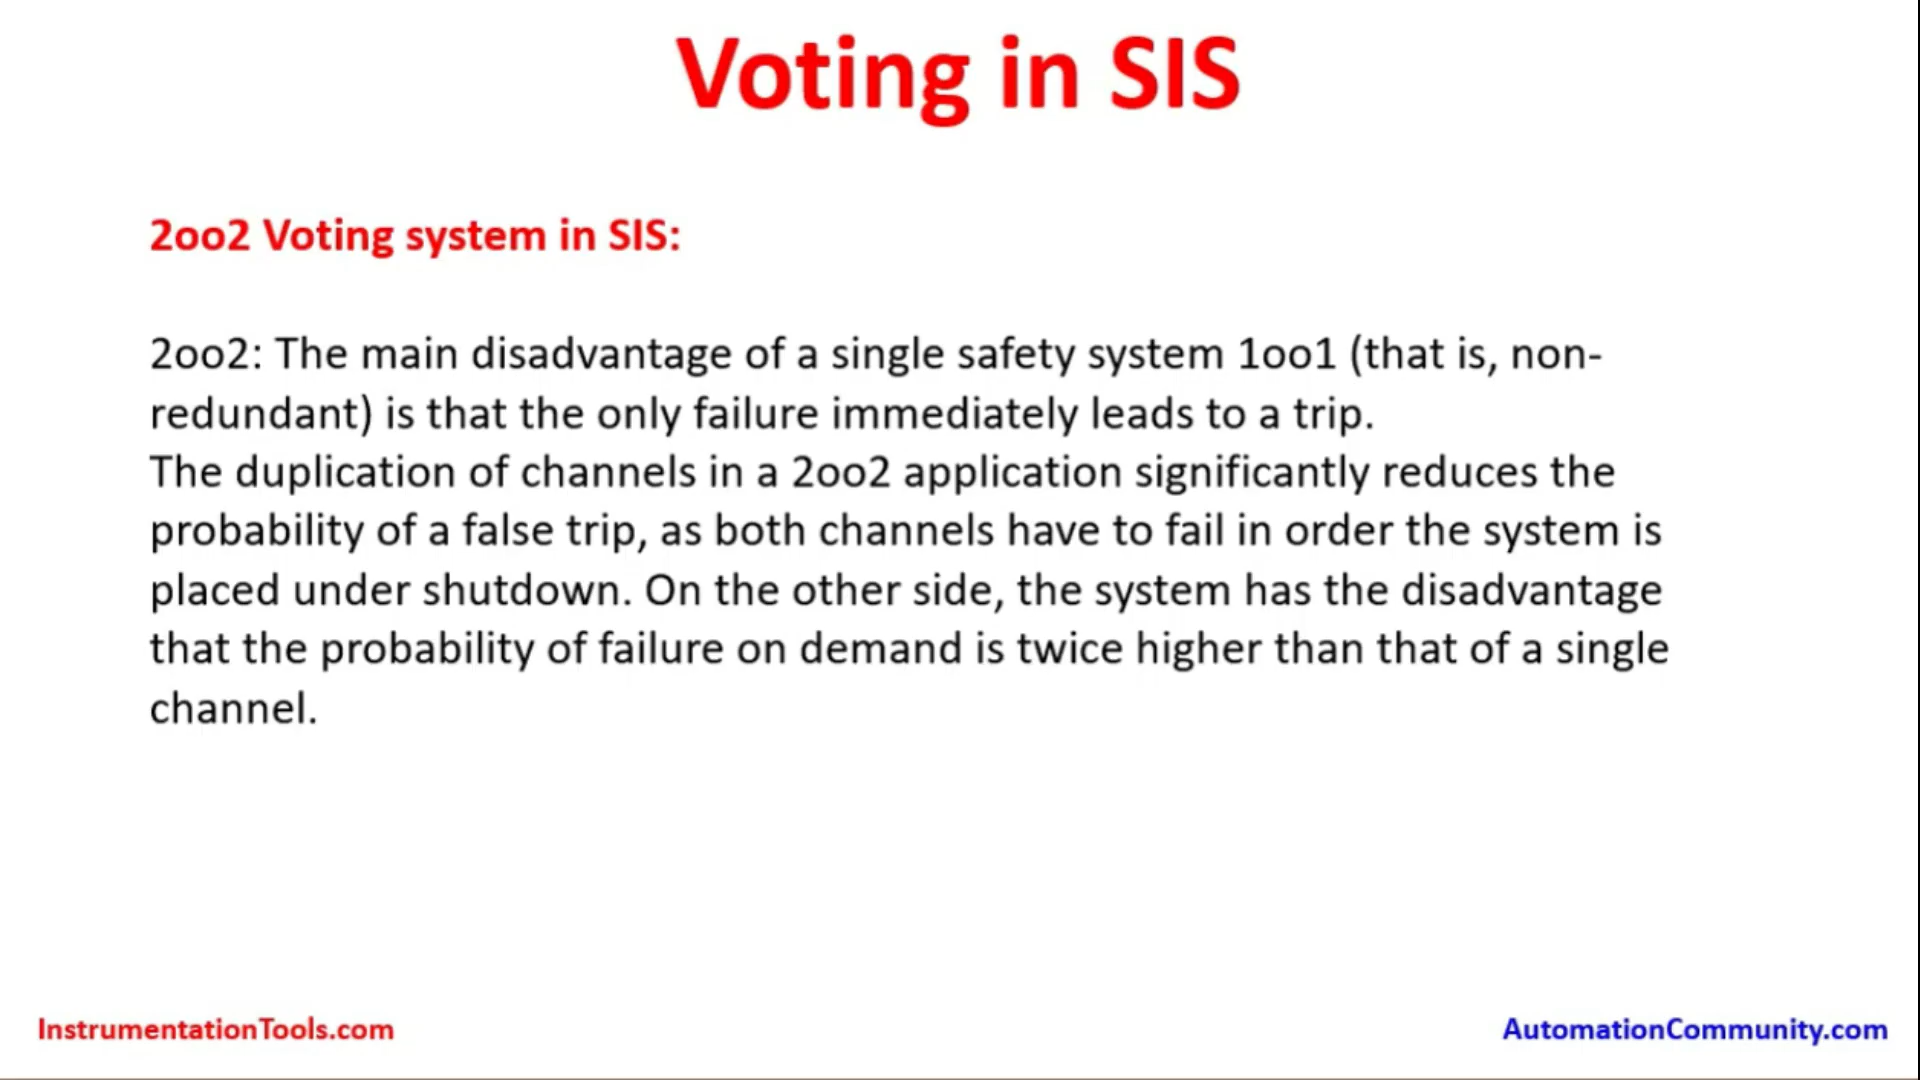 Voting in SIS
2oo2 Voting system in SIS:
2oo2: The main disadvantage of a single safety system 1oo1 (that is, non-
redundant) is that the only failure immediately leads to a trip.
The duplication of channels in a 2oo2 application significantly reduces the
probability of a false trip, as both channels have to fail in order the system is
placed under shutdown. On the other side, the system has the disadvantage
that the probability of failure on demand is twice higher than that of a single
channel.
InstrumentationTools.com
AutomationCommunity.com